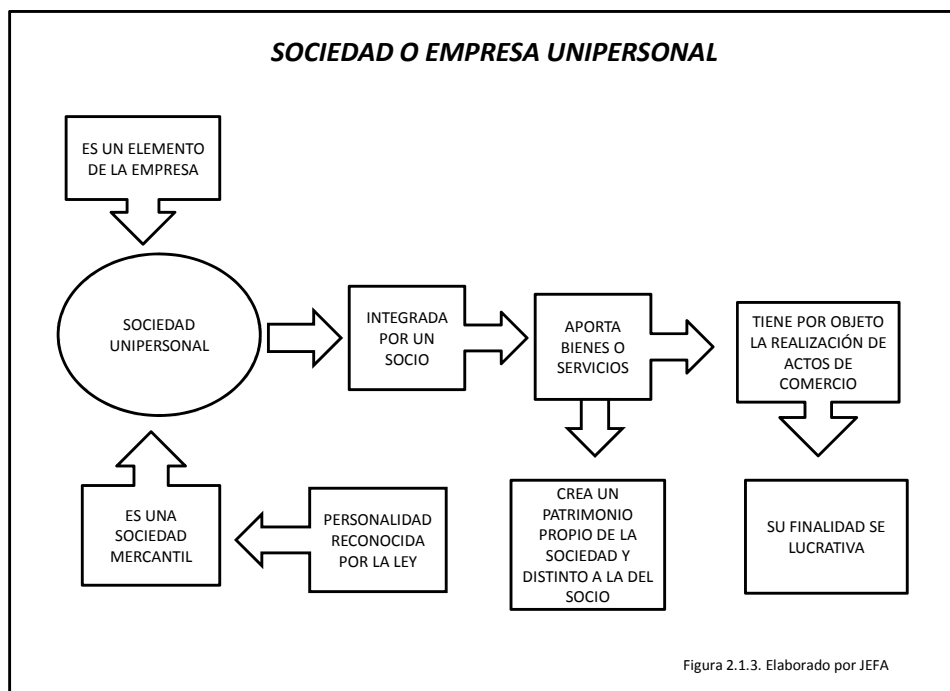 SOCIEDAD O EMPRESA UNIPERSONAL
ES UN ELEMENTO
DE LA EMPRESA
SOCIEDAD
UNIPERSONAL
INTEGRADA
POR UN
SOCIO
APORTA
BIENES O
SERVICIOS
TIENE POR OBJETO
LA REALIZACIÓN DE
ACTOS DE
COMERCIO
ES UNA
SOCIEDAD
MERCANTIL
PERSONALIDAD
RECONOCIDA
POR LA LEY
CREA UN
PATRIMONIO
PROPIO DE LA
SOCIEDAD Y
DISTINTO A LA DEL
SOCIO
SU FINALIDAD SE
LUCRATIVA
Figura 2.1.3. Elaborado por JEFA